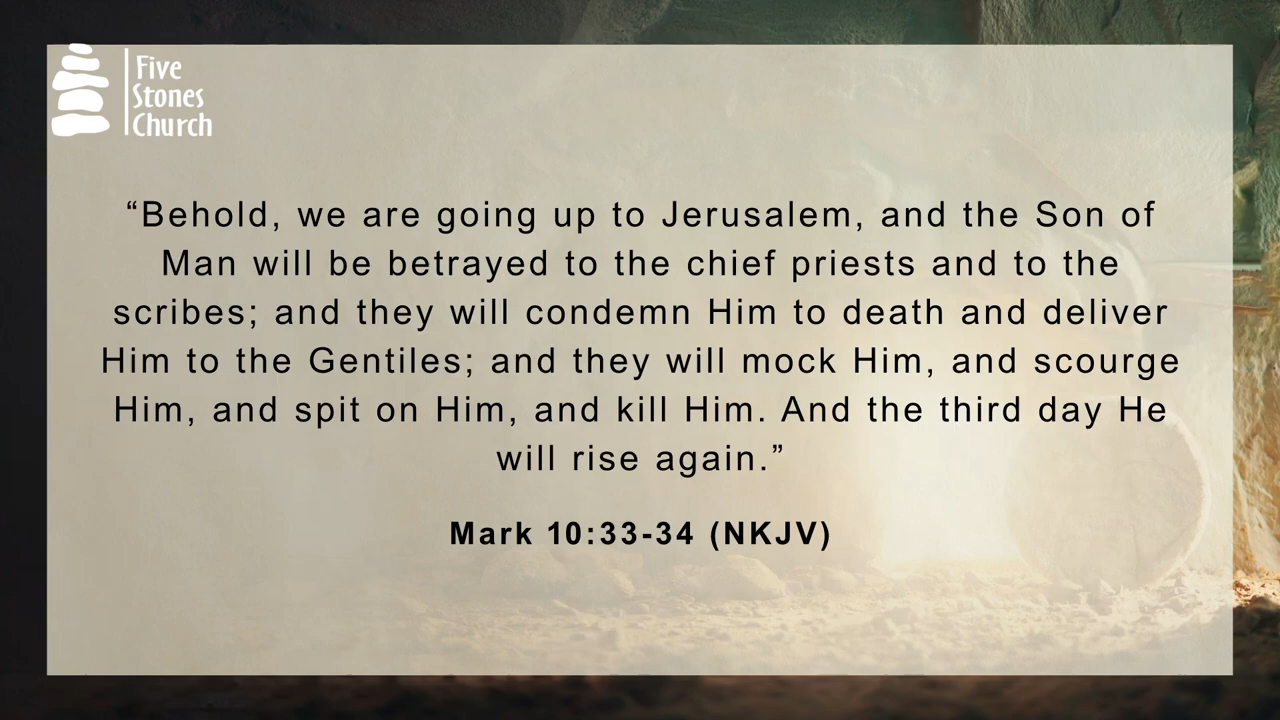 Five
Stones
Church
“Behold, we are going up to Jerusalem, and the Son of
Man will be betrayed to the chief priests and to the
scribes; and they will condemn Him to death and deliver
Him to the Gentiles; and they will mock Him, and scourge
Him, and spit on Him, and kill Him. And the third day He
will rise again.”
Mark 10:33-34 (NKJV)